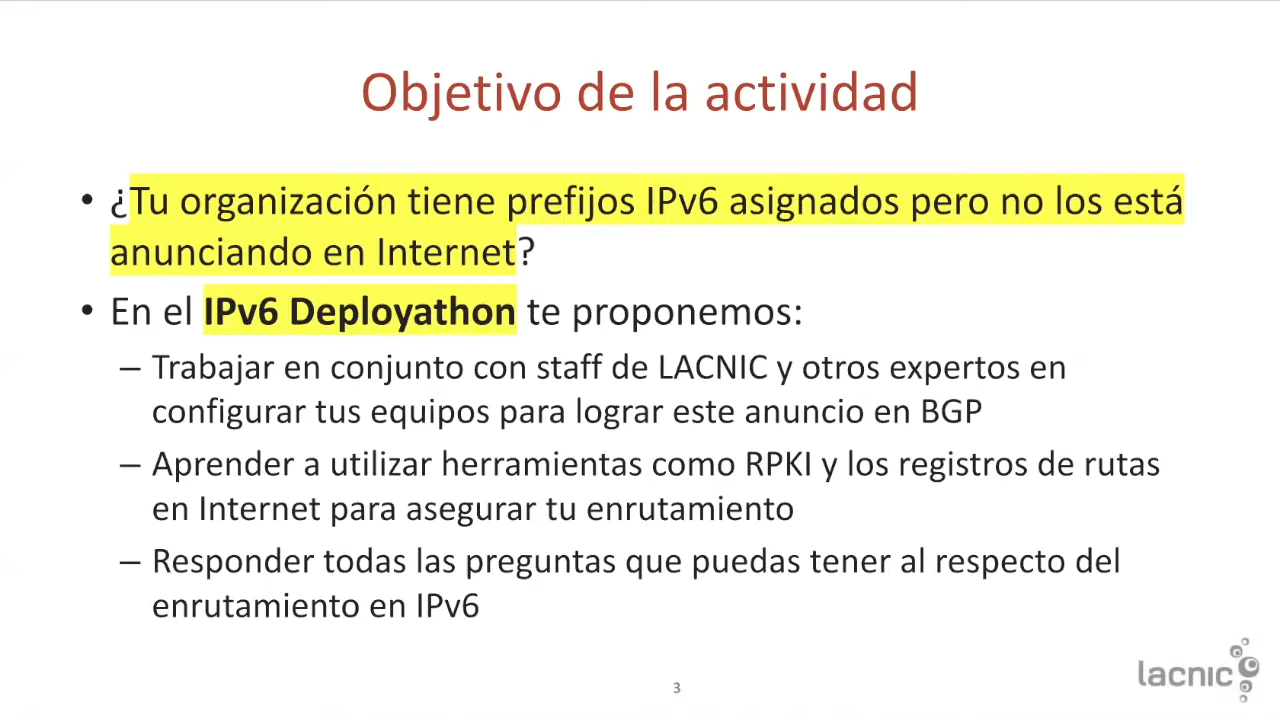 Objetivo de la actividad
• ¿Tu organización tiene prefijos IPv6 asignados pero no los está
anunciando en Internet?
• En el IPv6 Deployathon te proponemos:
– Trabajar en conjunto con staff de LACNIC y otros expertos en
configurar tus equipos para lograr este anuncio en BGP
– Aprender a utilizar herramientas como RPKI y los registros de rutas
en Internet para asegurar tu enrutamiento
– Responder todas las preguntas que puedas tener al respecto del
enrutamiento en IPv6
3
lacnic